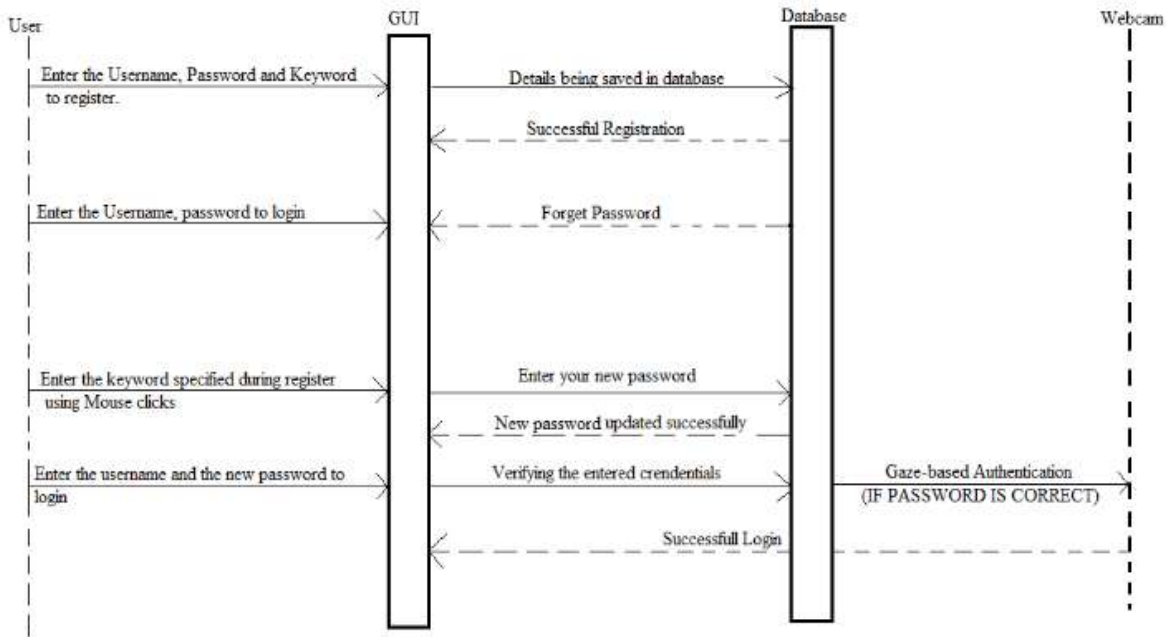 User
GUI
Database
Webcam
Enter the Username, Password and Keyword
to register.
Details being saved in database
Successful Registration
Enter the Username, password to login
Forget Password
Enter the keyword specified during register
using Mouse clicks
Enter your new password
New password updated successfully
Enter the username and the new password to
login
Verifying the entered crendentials
Gaze-based Authentication
(IF PASSWORD IS CORRECT)
Successfull Login